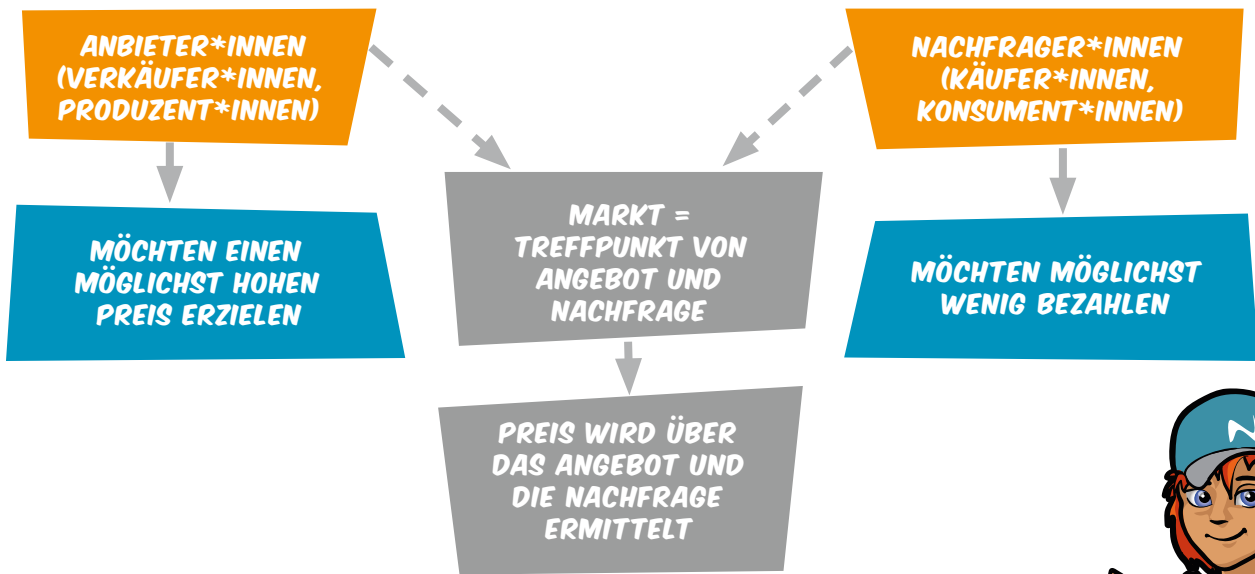 ANBIETER*INNEN
(VERKÄUFER*INNEN,
PRODUZENT*INNEN)
NACHFRAGER*INNEN
(KÄUFER*INNEN,
KONSUMENT*INNEN)
MÖCHTEN EINEN
MÖGLICHST HOHEN
PREIS ERZIELEN
MARKT =
TREFFPUNKT VON
ANGEBOT UND
NACHFRAGE
MÖCHTEN MÖGLICHST
WENIG BEZAHLEN
PREIS WIRD ÜBER
DAS ANGEBOT UND
DIE NACHFRAGE
ERMITTELT